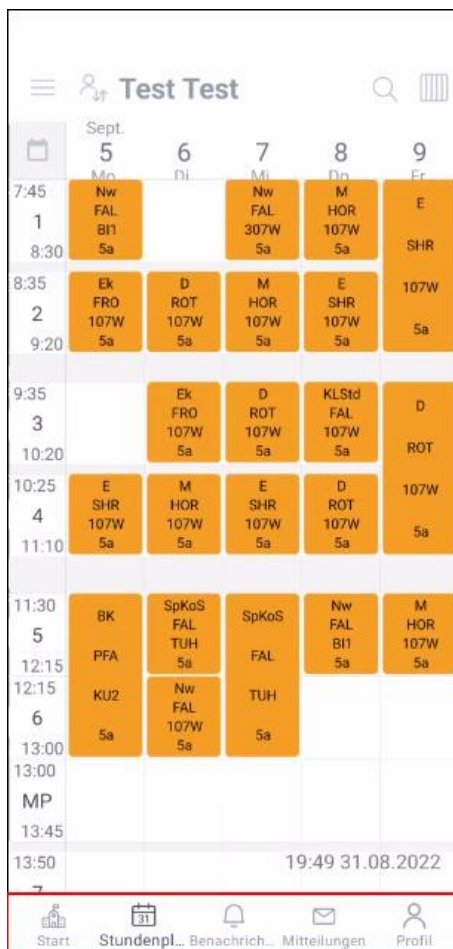 Test Test
Sept.
5 6 7 8 9
Mo Di Mi Do Fr
7:45
1
8:30
Nw
FAL
BI1
5a
Nw
FAL
307W
5a
M
HOR
107W
5a
E
SHR
107W
5a
8:35
2
9:20
Ek
FRO
107W
5a
D
ROT
107W
5a
M
HOR
107W
5a
E
SHR
107W
5a
9:35
3
10:20
Ek
FRO
107W
5a
D
ROT
107W
5a
KLStd
FAL
107W
5a
D
ROT
107W
5a
10:25
4
11:10
E
SHR
107W
5a
M
HOR
107W
5a
E
SHR
107W
5a
D
ROT
107W
5a
11:30
5
12:15
BK
PFA
KU2
5a
SpKoS
FAL
TUH
5a
SpKoS
FAL
TUH
5a
Nw
FAL
BI1
5a
M
HOR
107W
5a
12:15
6
13:00
Nw
FAL
107W
5a
13:00
MP
13:45
13:50
7
19:49 31.08.2022
31
Start Stundenpl... Benachrich... Mitteilungen Profil